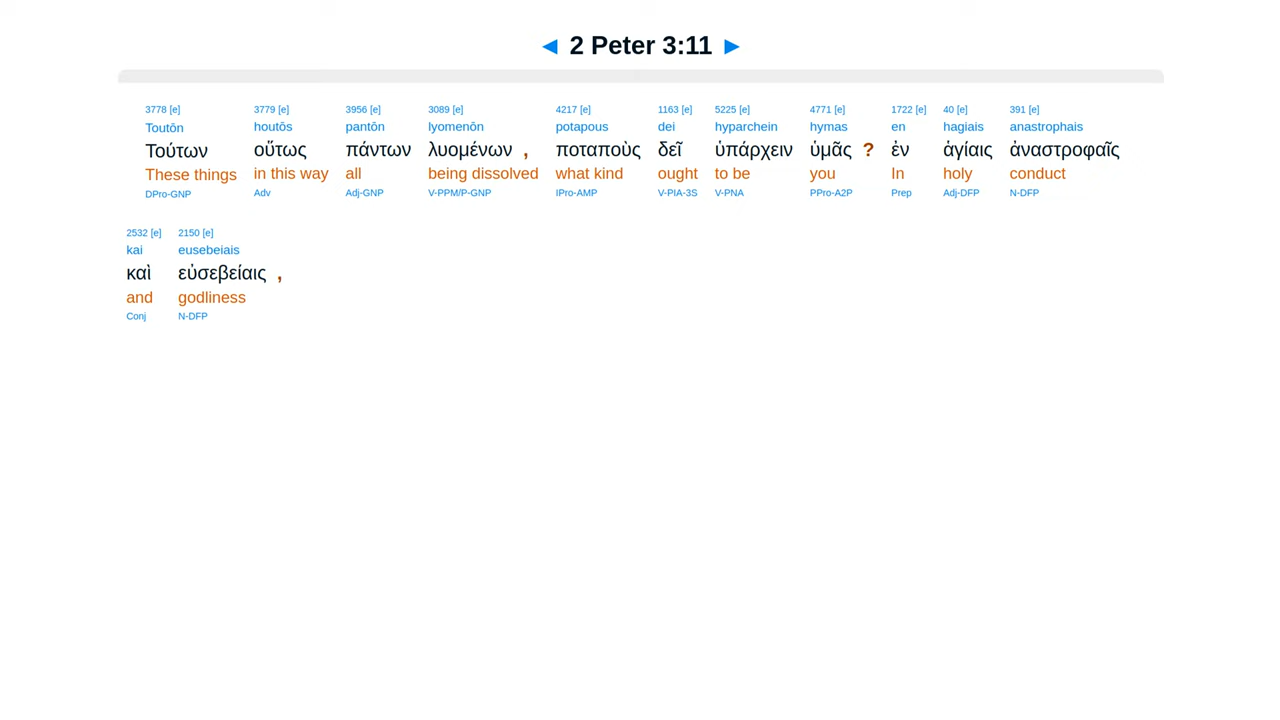 ◄ 2 Peter 3:11 ►
3778 [e] 3779 [e] 3956 [e] 3089 [e] 4217 [e] 1163 [e] 5225 [e] 4771 [e] 1722 [e] 40 [e] 391 [e]
Toutōn houtōs pantōn lyomenōn potapous dei hyparchein hymas en hagiais anastrophais
Τούτων οὕτως πάντων λυομένων , ποταποὺς δεῖ ὑπάρχειν ὑμᾶς ? ἐν ἁγίαις ἀναστροφαῖς
These things in this way all being dissolved what kind ought to be you In holy conduct
DPro-GNP Adv Adj-GNP V-PPM/P-GNP IPro-AMP V-PIA-3S V-PNA PPro-A2P Prep Adj-DFP N-DFP
2532 [e] 2150 [e]
kai eusebeiais
καὶ εὐσεβείαις ,
and godliness
Conj N-DFP